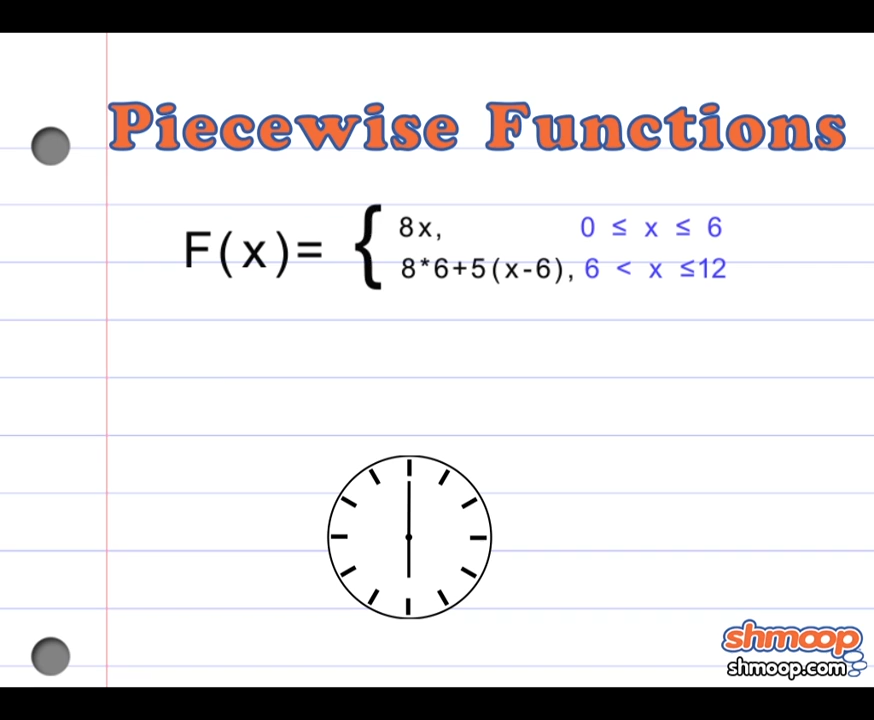 Piecewise Functions
F(x)= {
8x, 0 ≤ x ≤ 6
8*6+5(x-6), 6 < x ≤12
shmoop
shmoop.com